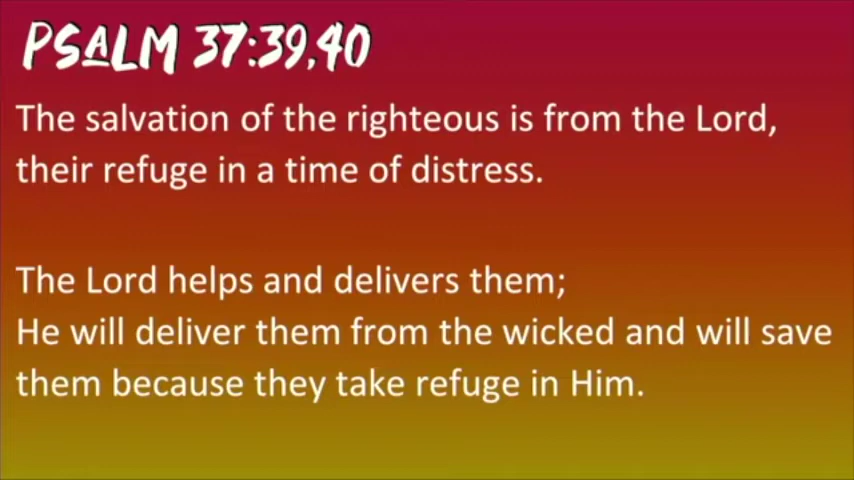 PSALM 37:39,40
The salvation of the righteous is from the Lord,
their refuge in a time of distress.
The Lord helps and delivers them;
He will deliver them from the wicked and will save
them because they take refuge in Him.